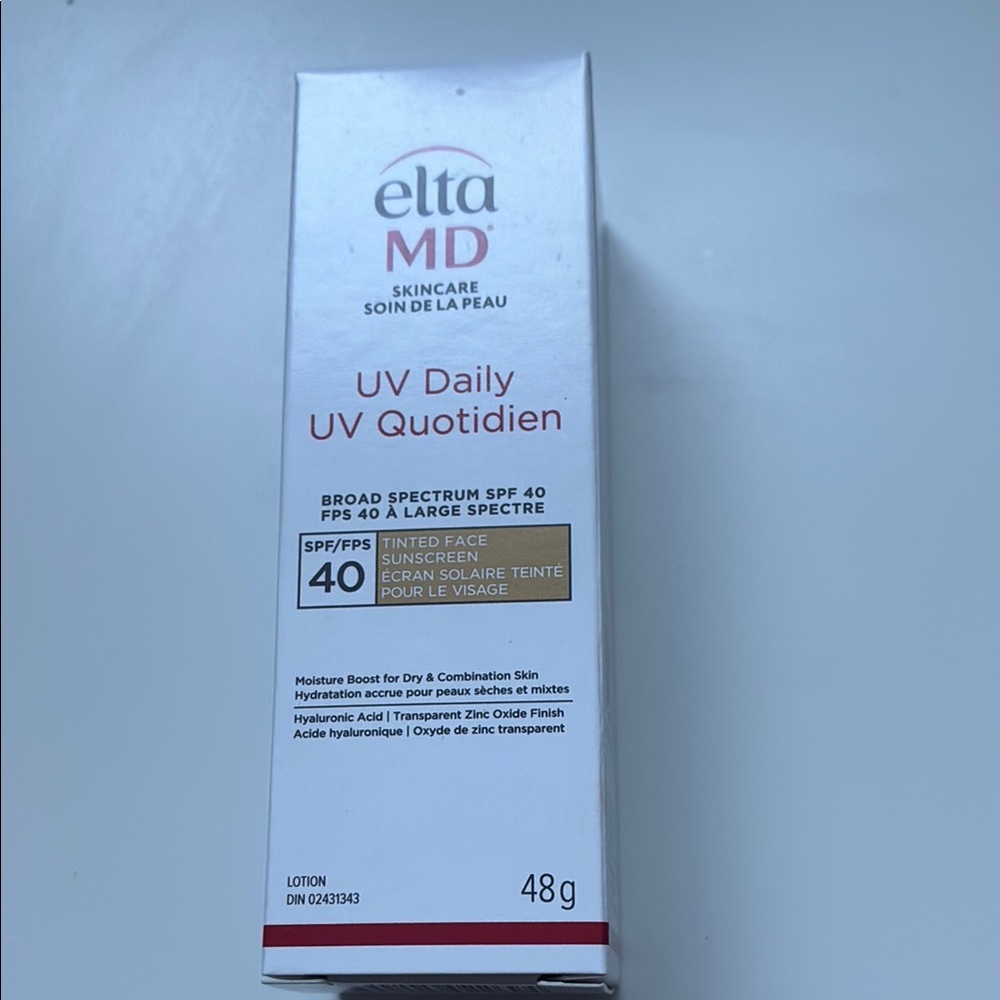 elta
MD®
SKINCARE
SOIN DE LA PEAU
UV Daily
UV Quotidien
BROAD SPECTRUM SPF 40
FPS 40 À LARGE SPECTRE
SPF/FPS
40
TINTED FACE
SUNSCREEN
ÉCRAN SOLAIRE TEINTÉ
POUR LE VISAGE
Moisture Boost for Dry & Combination Skin
Hydratation accrue pour peaux sèches et mixtes
Hyaluronic Acid | Transparent Zinc Oxide Finish
Acide hyaluronique | Oxyde de zinc transparent
LOTION
DIN 02431343
48 g